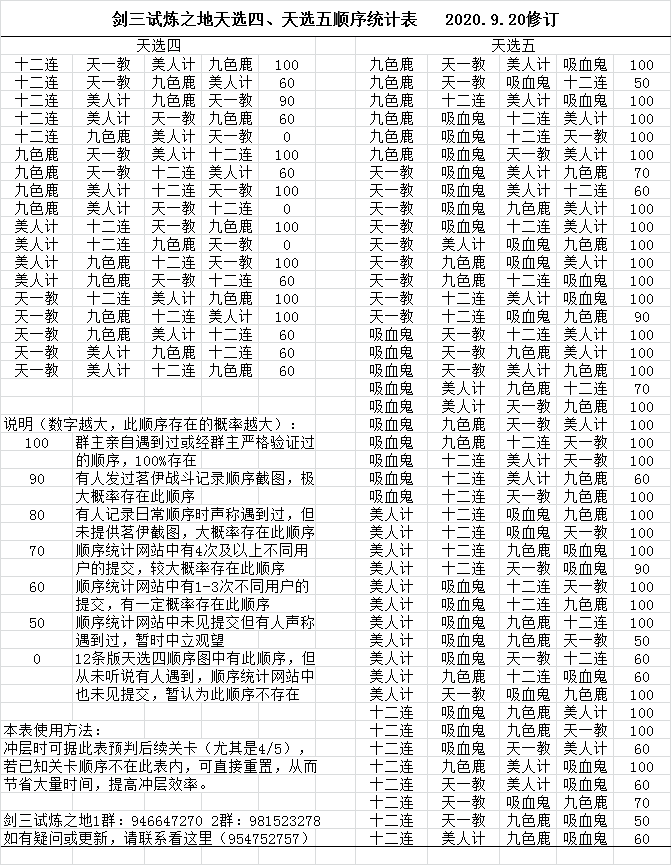 剑三试炼之地天选四、天选五顺序统计表 2020.9.20修订
天选四
十二连 天一教 美人计 九色鹿 100
十二连 天一教 九色鹿 美人计 60
十二连 美人计 九色鹿 天一教 90
十二连 美人计 天一教 九色鹿 60
十二连 九色鹿 美人计 天一教 0
九色鹿 天一教 美人计 十二连 100
九色鹿 天一教 十二连 美人计 60
九色鹿 美人计 十二连 天一教 100
九色鹿 美人计 天一教 十二连 0
美人计 十二连 天一教 九色鹿 100
美人计 十二连 九色鹿 天一教 0
美人计 九色鹿 十二连 天一教 100
美人计 九色鹿 天一教 十二连 60
天一教 十二连 美人计 九色鹿 100
天一教 九色鹿 十二连 美人计 100
天一教 九色鹿 美人计 十二连 60
天一教 美人计 九色鹿 十二连 60
天一教 美人计 十二连 九色鹿 60
说明（数字越大，此顺序存在的概率越大）：
100 群主亲自遇到过或经群主严格验证过
的顺序，100%存在
90 有人发过茗伊战斗记录顺序截图，极
大概率存在此顺序
80 有人记录日常顺序时声称遇到过，但
未提供茗伊截图，大概率存在此顺序
70 顺序统计网站中有4次及以上不同用
户的提交，较大概率存在此顺序
60 顺序统计网站中有1-3次不同用户的
提交，有一定概率存在此顺序
50 顺序统计网站中未见提交但有人声称
遇到过，暂时中立观望
0 12条版天选四顺序图中有此顺序，但
从未听说有人遇到，顺序统计网站中
也未见提交，暂认为此顺序不存在
本表使用方法：
冲层时可据此表预判后续关卡（尤其是4/5），
若已知关卡顺序不在此表内，可直接重置，从而
节省大量时间，提高冲层效率。
剑三试炼之地1群：946647270 2群：981523278
如有疑问或更新，请联系看这里（954752757）
天选五
九色鹿 天一教 美人计 吸血鬼 100
九色鹿 天一教 吸血鬼 十二连 50
九色鹿 十二连 美人计 吸血鬼 100
九色鹿 吸血鬼 十二连 美人计 100
九色鹿 吸血鬼 十二连 天一教 100
九色鹿 吸血鬼 天一教 美人计 100
天一教 吸血鬼 美人计 九色鹿 70
天一教 吸血鬼 美人计 十二连 60
天一教 吸血鬼 九色鹿 美人计 100
天一教 吸血鬼 十二连 美人计 100
天一教 美人计 吸血鬼 九色鹿 100
天一教 九色鹿 吸血鬼 美人计 100
天一教 九色鹿 十二连 吸血鬼 100
天一教 十二连 美人计 吸血鬼 100
天一教 十二连 吸血鬼 九色鹿 90
吸血鬼 天一教 十二连 美人计 100
吸血鬼 天一教 九色鹿 美人计 100
吸血鬼 天一教 美人计 九色鹿 100
吸血鬼 美人计 九色鹿 十二连 70
吸血鬼 美人计 天一教 九色鹿 100
吸血鬼 九色鹿 天一教 美人计 100
吸血鬼 九色鹿 十二连 天一教 100
吸血鬼 十二连 美人计 天一教 100
吸血鬼 十二连 美人计 九色鹿 60
吸血鬼 十二连 天一教 九色鹿 100
美人计 十二连 吸血鬼 九色鹿 100
美人计 十二连 吸血鬼 天一教 100
美人计 十二连 九色鹿 吸血鬼 100
美人计 十二连 天一教 吸血鬼 90
美人计 吸血鬼 十二连 天一教 100
美人计 吸血鬼 十二连 九色鹿 100
美人计 吸血鬼 九色鹿 天一教 50
美人计 吸血鬼 天一教 十二连 60
美人计 九色鹿 十二连 吸血鬼 60
美人计 天一教 吸血鬼 九色鹿 100
十二连 吸血鬼 九色鹿 美人计 100
十二连 吸血鬼 九色鹿 天一教 100
十二连 吸血鬼 天一教 美人计 60
十二连 九色鹿 美人计 吸血鬼 100
十二连 天一教 美人计 吸血鬼 60
十二连 天一教 吸血鬼 九色鹿 70
十二连 天一教 九色鹿 吸血鬼 50
十二连 美人计 九色鹿 吸血鬼 60